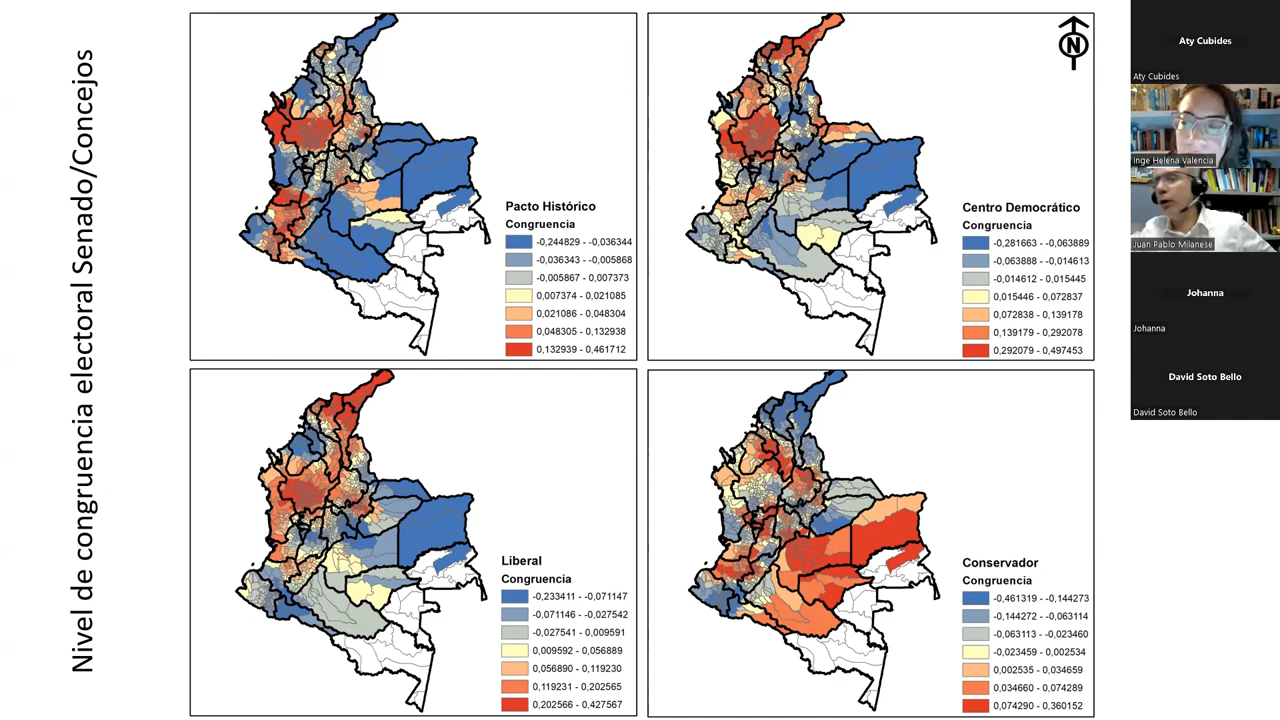 Nivel de congruencia electoral Senado/Concejos
Pacto Histórico
Congruencia
-0,244829 - -0,036344
-0,036343 - -0,005868
-0,005867 - 0,007373
0,007374 - 0,021085
0,021086 - 0,048304
0,048305 - 0,132938
0,132939 - 0,461712
N
Centro Democrático
Congruencia
-0,281663 - -0,063889
-0,063888 - -0,014613
-0,014612 - 0,015445
0,015446 - 0,072837
0,072838 - 0,139178
0,139179 - 0,292078
0,292079 - 0,497453
Liberal
Congruencia
-0,233411 - -0,071147
-0,071146 - -0,027542
-0,027541 - 0,009591
0,009592 - 0,056889
0,056890 - 0,119230
0,119231 - 0,202565
0,202566 - 0,427567
Conservador
Congruencia
-0,461319 - -0,144273
-0,144272 - -0,063114
-0,063113 - -0,023460
-0,023459 - 0,002534
0,002535 - 0,034659
0,034660 - 0,074289
0,074290 - 0,360152
Aty Cubides
Aty Cubides
Inge Helena Valencia
Juan Pablo Milanese
Johanna
Johanna
David Soto Bello
David Soto Bello